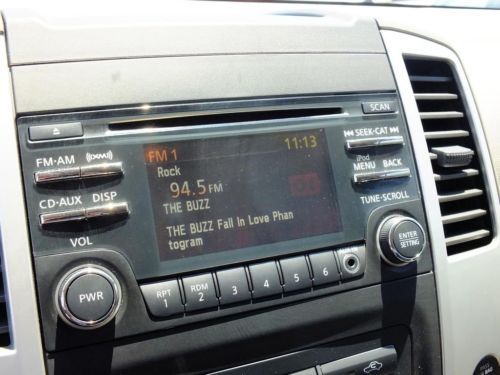 SCAN
FM·AM
((XM))
SEEK·CAT
iPod
MENU
BACK
CD·AUX
DISP
TUNE·SCROLL
VOL
PWR
ENTER
SETTING
FM 1
11:13
Rock
94.5 FM
THE BUZZ
THE BUZZ Fall In Love Phan
togram
RPT
1
RDM
2
3
4
5
6